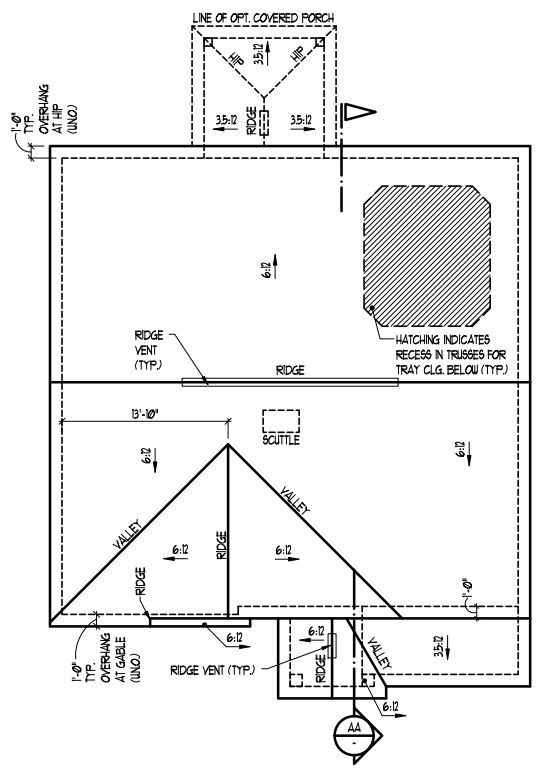 LINE OF OPT. COVERED PORCH
HIP
HIP
3.5:12
3.5:12
RIDGE
3.5:12
1'-0"
TYP.
OVERHANG
AT HIP
(U.N.O.)
6:12
RIDGE
VENT
(TYP.)
RIDGE
HATCHING INDICATES
RECESS IN TRUSSES FOR
TRAY CLG. BELOW (TYP.)
13'-10"
SCUTTLE
6:12
6:12
VALLEY
VALLEY
6:12
RIDGE
6:12
RIDGE
1'-0"
1'-0"
TYP.
OVERHANG
AT GABLE
(U.N.O.)
6:12
6:12
RIDGE VENT (TYP.)
RIDGE
VALLEY
3.5:12
6:12
AA
-